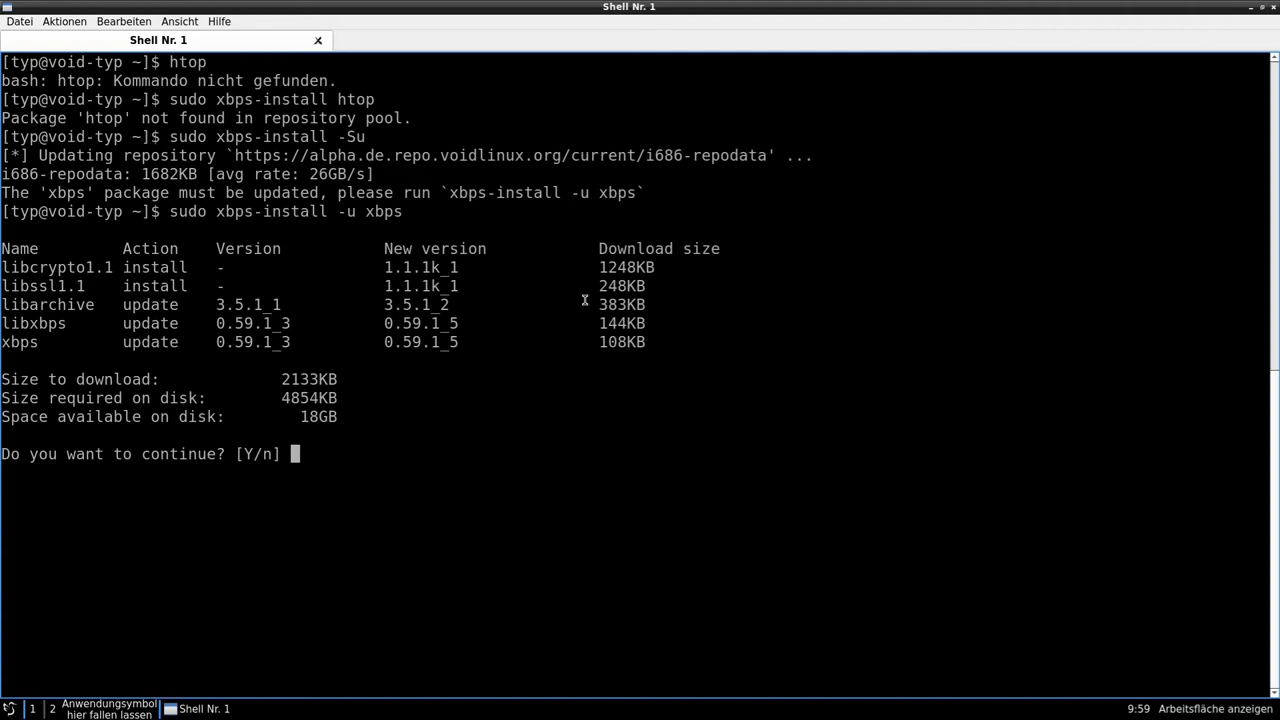 Shell Nr. 1
Datei Aktionen Bearbeiten Ansicht Hilfe
Shell Nr. 1
[typ@void-typ ~]$ htop
bash: htop: Kommando nicht gefunden.
[typ@void-typ ~]$ sudo xbps-install htop
Package 'htop' not found in repository pool.
[typ@void-typ ~]$ sudo xbps-install -Su
[*] Updating repository `https://alpha.de.repo.voidlinux.org/current/i686-repodata' ...
i686-repodata: 1682KB [avg rate: 26GB/s]
The 'xbps' package must be updated, please run `xbps-install -u xbps`
[typ@void-typ ~]$ sudo xbps-install -u xbps
Name Action Version New version Download size
libcrypto1.1 install - 1.1.1k_1 1248KB
libssl1.1 install - 1.1.1k_1 248KB
libarchive update 3.5.1_1 3.5.1_2 383KB
libxbps update 0.59.1_3 0.59.1_5 144KB
xbps update 0.59.1_3 0.59.1_5 108KB
Size to download: 2133KB
Size required on disk: 4854KB
Space available on disk: 18GB
Do you want to continue? [Y/n]
1 2 Anwendungsymbol
hier fallen lassen
Shell Nr. 1
9:59 Arbeitsfläche anzeigen